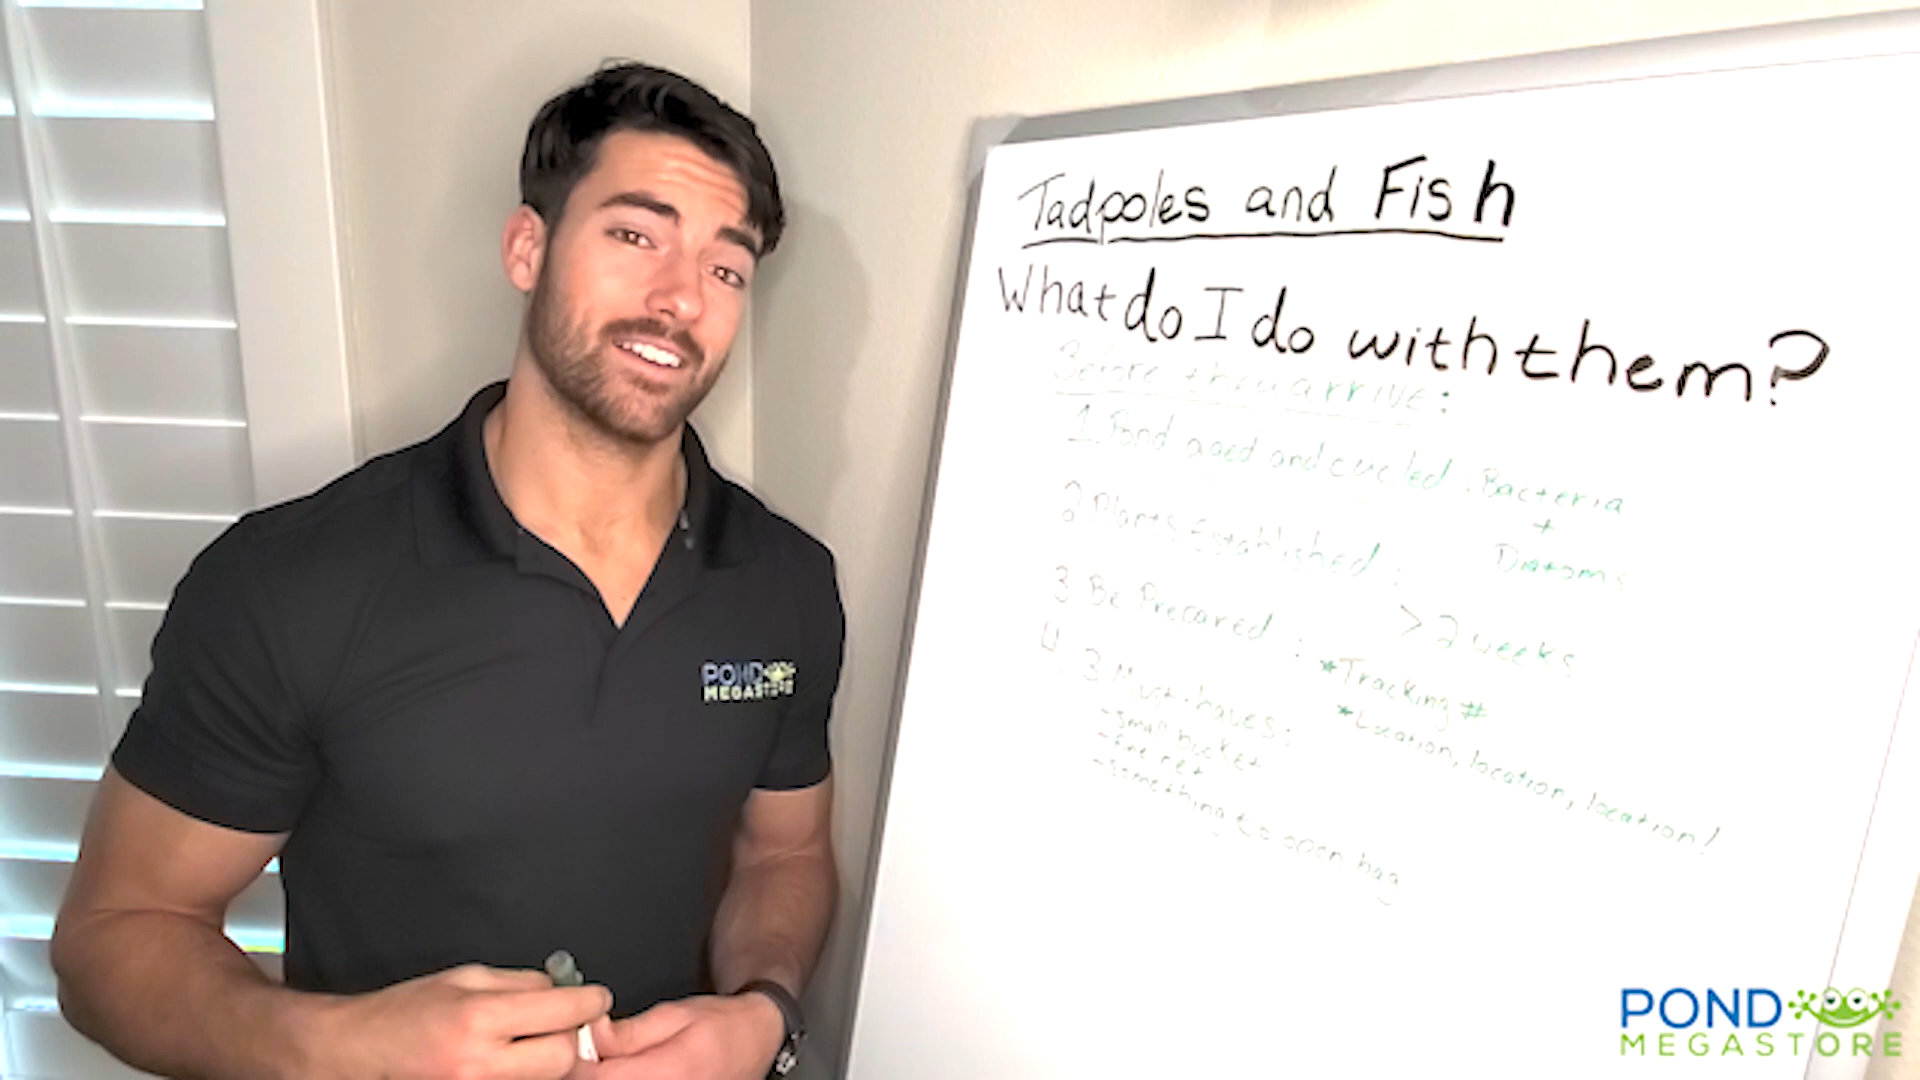 Tadpoles and Fish
What do I do with them?
Before they arrive:
1. Pond aged and cycled. Bacteria
+
Diatoms
2 Plants Established: > 2 weeks
3 Be Prepared: *Tracking #
*Location, location, location!
4. 3 Must-haves:
-small bucket
-fine net
-something to open bag
POND
MEGASTORE
POND
MEGASTORE